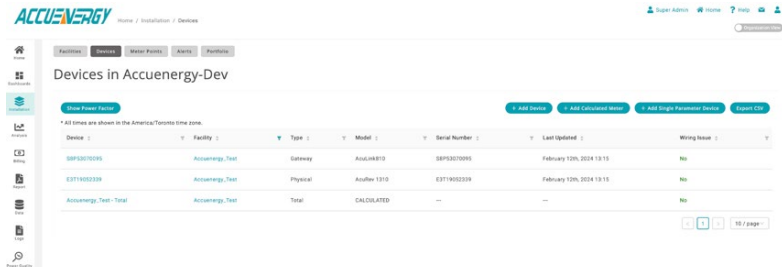 ACCUENERGY
Home / Installation / Devices
Super Admin Home Help
Organization View
Home
Dashboards
Installation
Analysis
Billing
Report
Data
Logs
Power Quality
Facilities Devices Meter Points Alerts Portfolio
Devices in Accuenergy-Dev
Show Power Factor + Add Device + Add Calculated Meter + Add Single Parameter Device Export CSV
* All times are shown in the America/Toronto time zone.
Device Facility Type Model Serial Number Last Updated Wiring Issue
SBP53070095 Accuenergy_Test Gateway AcuLink810 SBP53070095 February 12th, 2024 13:15 No
E3T19052339 Accuenergy_Test Physical AcuRev 1310 E3T19052339 February 12th, 2024 13:15 No
Accuenergy_Test - Total Accuenergy_Test Total CALCULATED --- --- No
< 1 > 10 / page